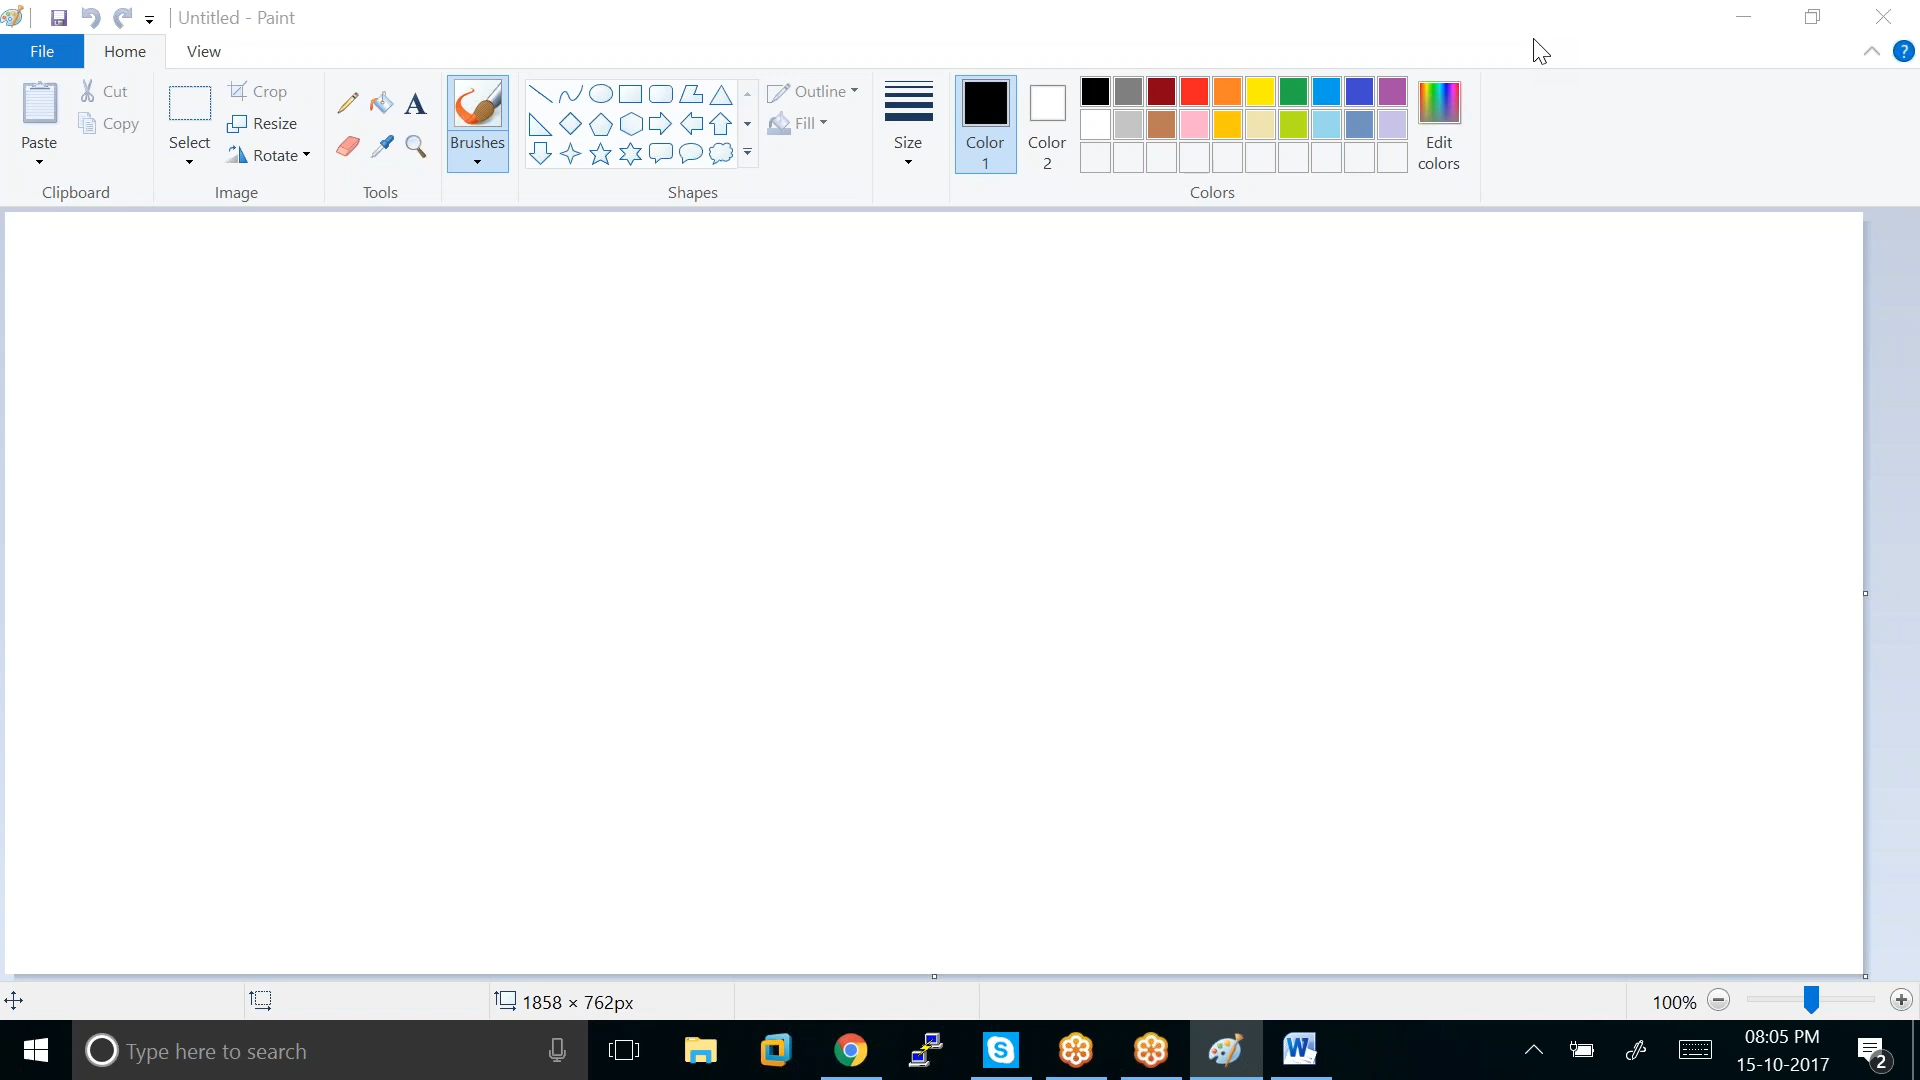 Untitled - Paint
File Home View
Paste
Cut
Copy
Clipboard
Select
Crop
Resize
Rotate
Image
A
Tools
Brushes
Outline
Fill
Shapes
Size
Color
1
Color
2
Edit
colors
Colors
?
1858 × 762px
100%
Type here to search
S
W
08:05 PM
15-10-2017
2